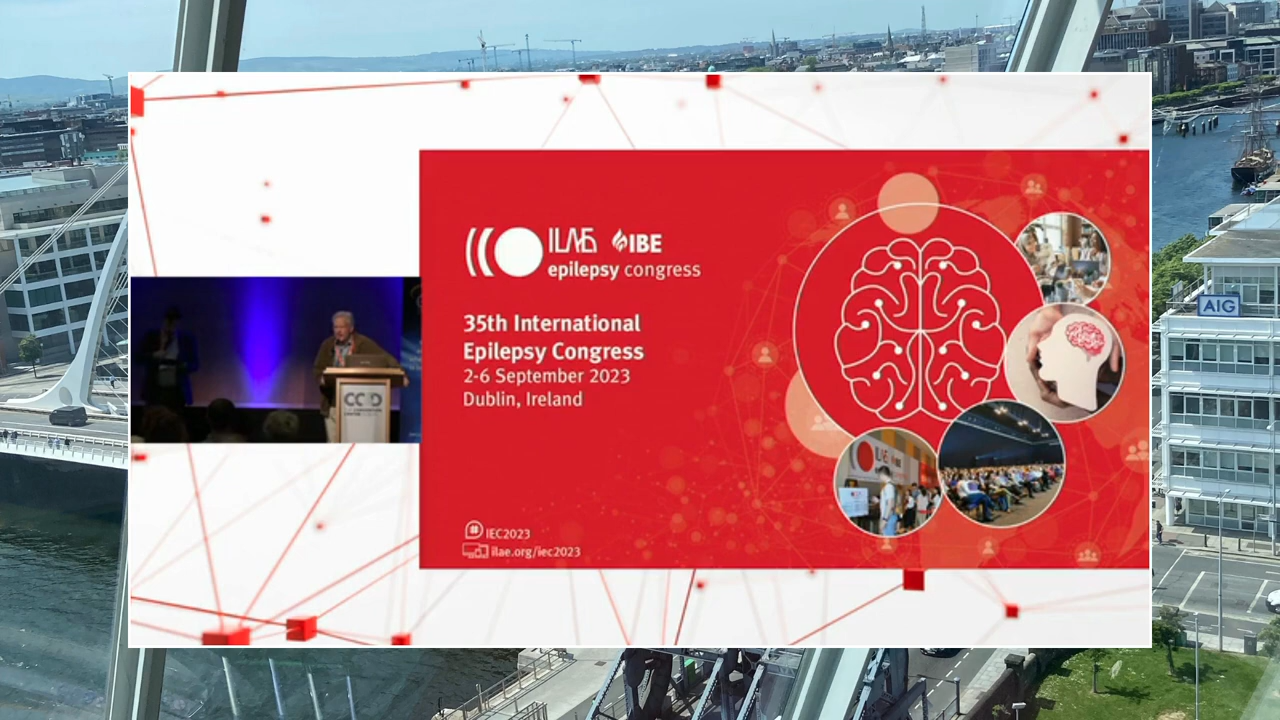 ILAE IBE
epilepsy congress
35th International
Epilepsy Congress
2-6 September 2023
Dublin, Ireland
# IEC2023
ilae.org/iec2023
AIG